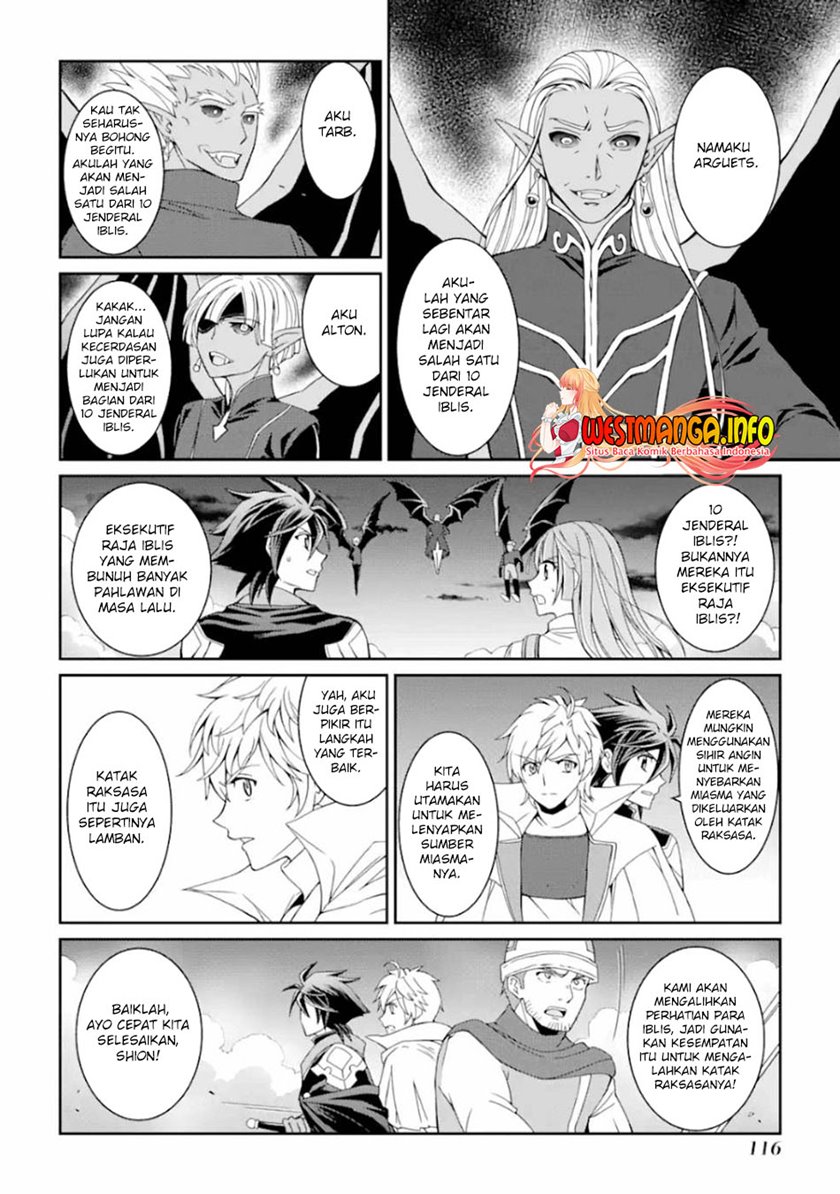 NAMAKU
ARGUETS.
AKU-
LAH YANG
SEBENTAR
LAGI AKAN
MENJADI
SALAH SATU
DARI 10
JENDERAL
IBLIS.
AKU
TARB.
KAU TAK
SEHARUS-
NYA BOHONG
BEGITU.
AKULAH YANG
AKAN MEN-
JADI SALAH
SATU DARI 10
JENDERAL
IBLIS.
AKU
ALTON.
KAKAK...
JANGAN
LUPA KALAU
KECERDASAN
JUGA DIPER-
LUKAN UNTUK
MENJADI
BAGIAN DARI
10 JENDERAL
IBLIS.
WESTMANGA.INFO
Situs Baca Komik Berbahasa Indonesia
10
JENDERAL
IBLIS?!
BUKANNYA
MEREKA ITU
EKSEKUTIF
RAJA
IBLIS?!
EKSEKUTIF
RAJA IBLIS
YANG MEM-
BUNUH BANYAK
PAHLAWAN DI
MASA LALU.
MEREKA
MUNGKIN
MENGGUNAKAN
SIHIR ANGIN
UNTUK MENYE-
BARKAN
MIASMA YANG
DIKELUARKAN
OLEH KATAK
RAKSASA.
KITA
HARUS
UTAMAKAN
UNTUK ME-
LENYAPKAN
SUMBER
MIASMA-
NYA.
YAH, AKU
JUGA BER-
PIKIR ITU
LANGKAH
YANG TER-
BAIK.
KATAK
RAKSASA
ITU JUGA
SEPERTINYA
LAMBAN.
KAMI AKAN
MENGALIHKAN
PERHATIAN PARA
IBLIS, JADI GUNA-
KAN KESEMPATAN
ITU UNTUK MENGA-
LAHKAN KATAK
RAKSASANYA!
BAIKLAH,
AYO CEPAT KITA
SELESAIKAN,
SHION!
116